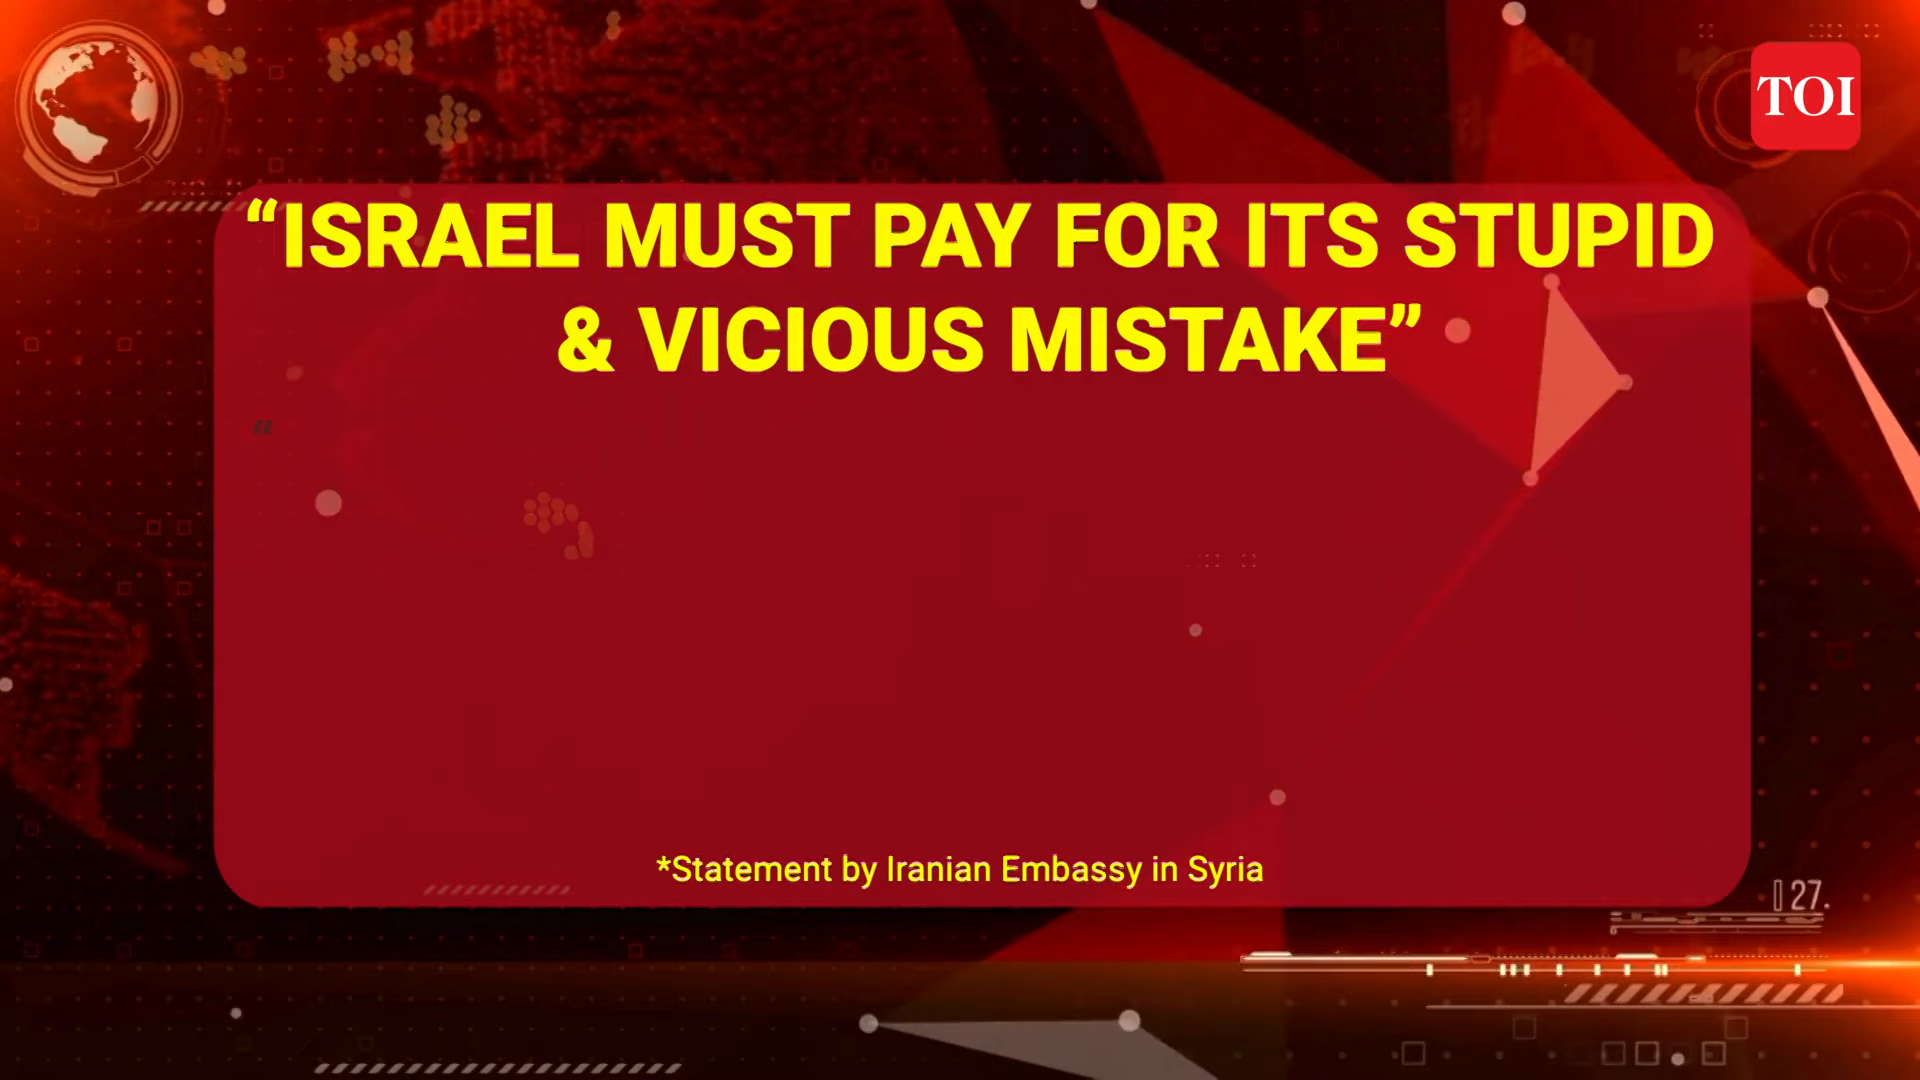 TOI
“ISRAEL MUST PAY FOR ITS STUPID
& VICIOUS MISTAKE”
“
*Statement by Iranian Embassy in Syria
27.